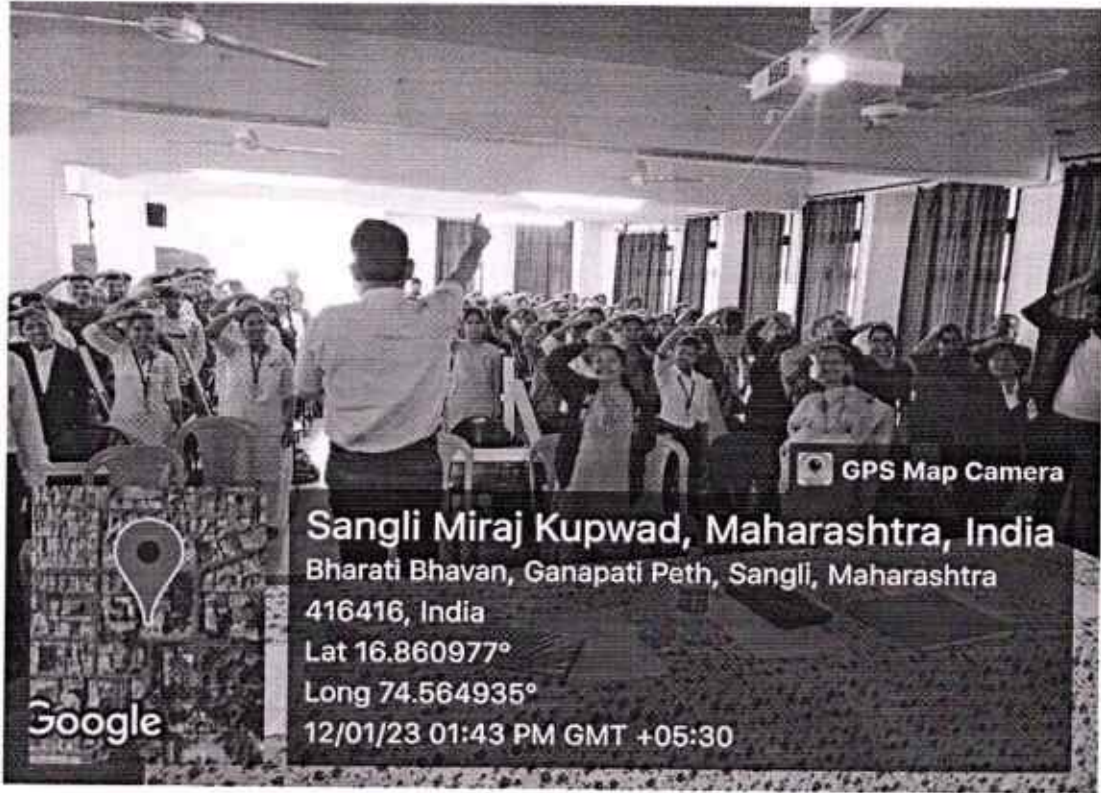 GPS Map Camera
Sangli Miraj Kupwad, Maharashtra, India
Bharati Bhavan, Ganapati Peth, Sangli, Maharashtra
416416, India
Lat 16.860977°
Long 74.564935°
12/01/23 01:43 PM GMT +05:30
Google